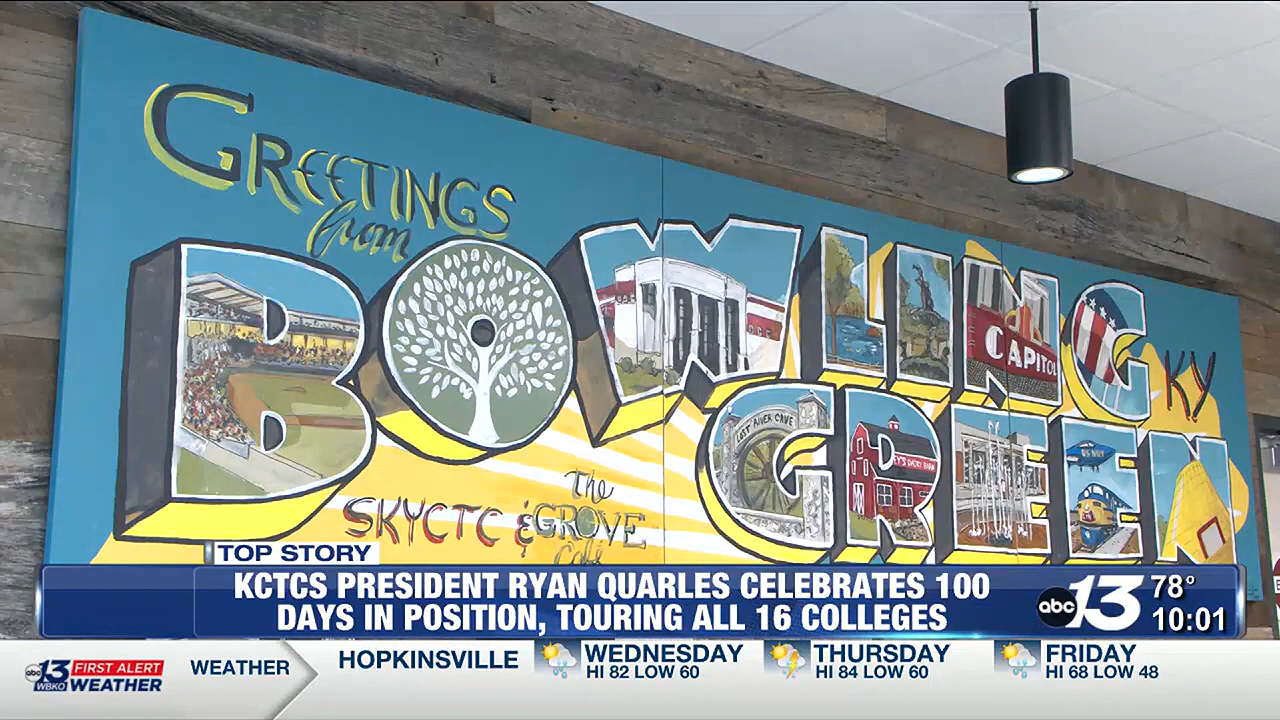 GREETINGS
from
BOWLING
KY
GREEN
CAPITOL
LOST RIVER CAVE
US NAVY
The
SKYCTC & GROVE
Cafe
TOP STORY
KCTCS PRESIDENT RYAN QUARLES CELEBRATES 100
DAYS IN POSITION, TOURING ALL 16 COLLEGES
abc 13
78°
10:01
abc 13 FIRST ALERT
WBKO WEATHER
WEATHER
HOPKINSVILLE
WEDNESDAY
HI 82 LOW 60
THURSDAY
HI 84 LOW 60
FRIDAY
HI 68 LOW 48